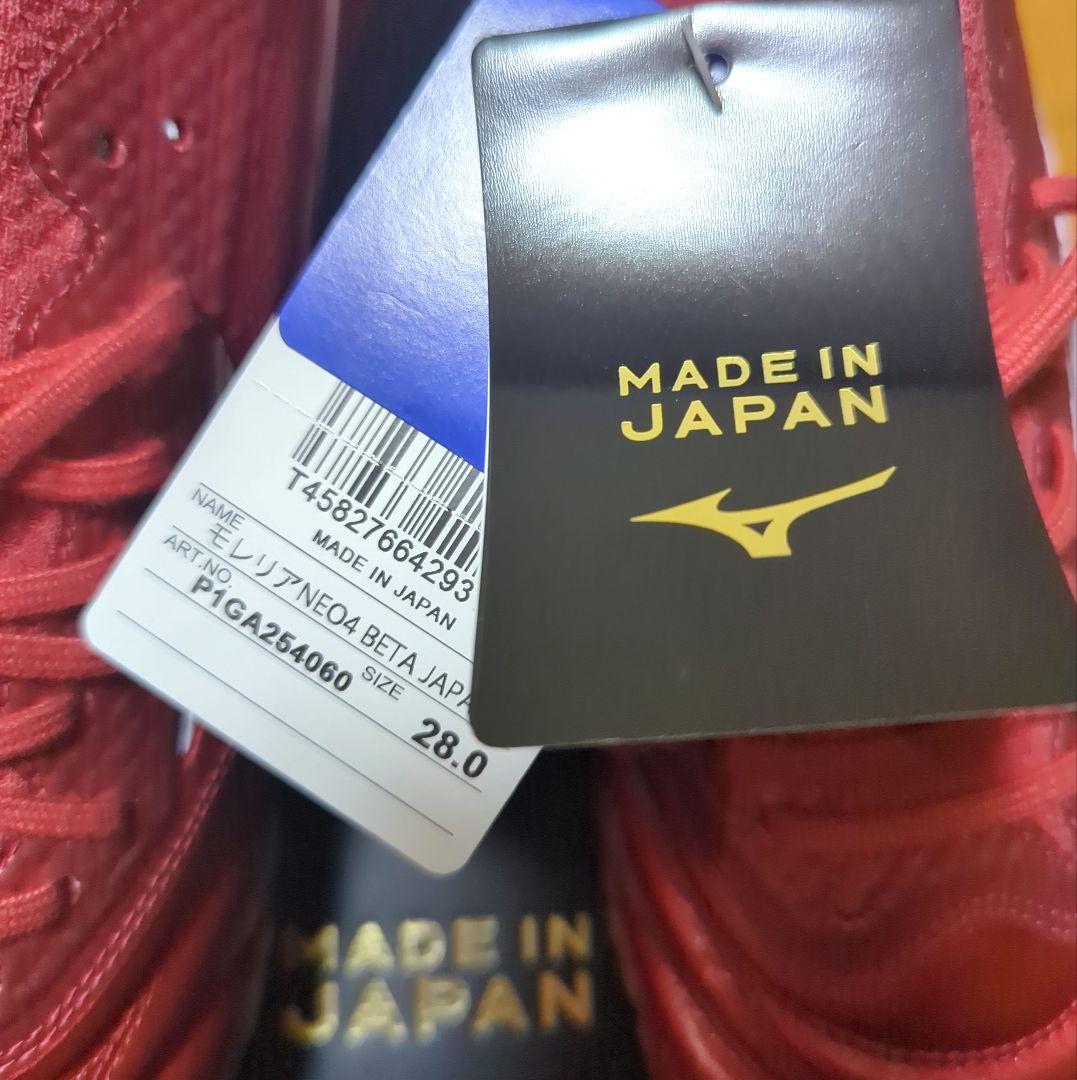 MADE IN
JAPAN
T45827664293
MADE IN JAPAN
NAME
モレリアNEO4 BETA JAPA
ART.NO.
P1GA254060
SIZE
28.0
MADE IN
JAPAN